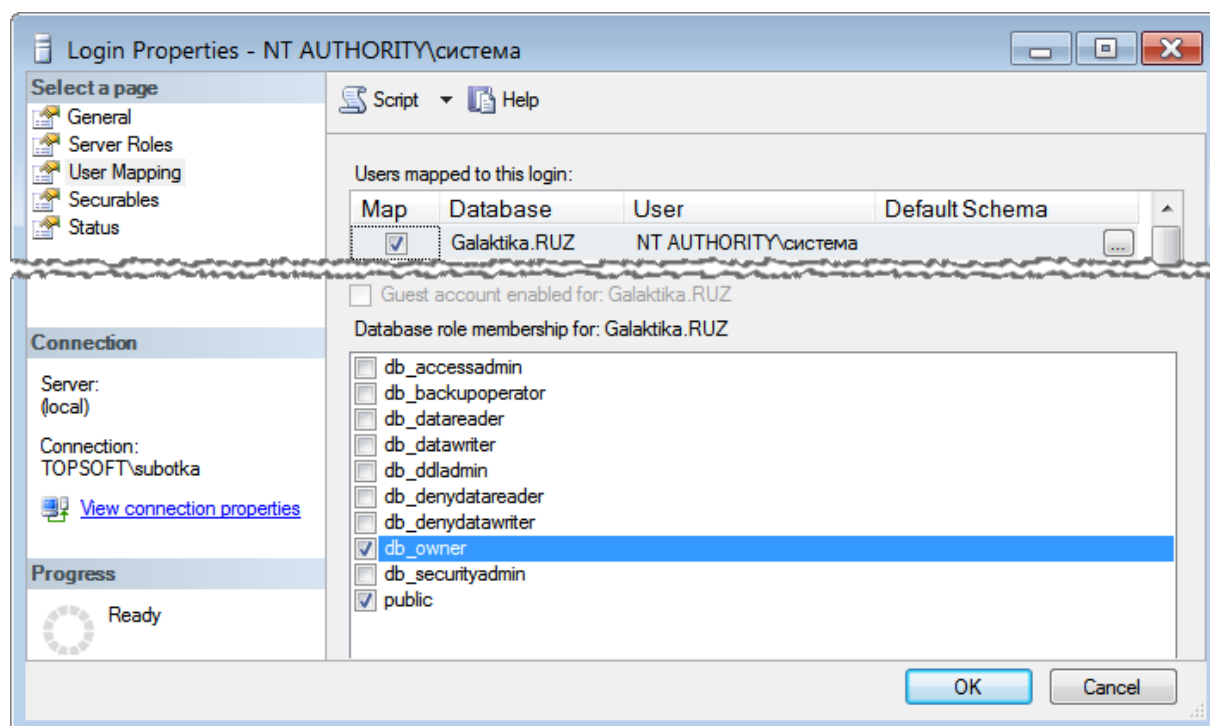 Login Properties - NT AUTHORITY\система
Select a page
General
Server Roles
User Mapping
Securables
Status
Script
Help
Users mapped to this login:
Map Database User Default Schema
Galaktika.RUZ NT AUTHORITY\система ...
Guest account enabled for: Galaktika.RUZ
Database role membership for: Galaktika.RUZ
Connection
Server:
(local)
Connection:
TOPSOFT\subotka
View connection properties
Progress
Ready
db_accessadmin
db_backupoperator
db_datareader
db_datawriter
db_ddladmin
db_denydatareader
db_denydatawriter
db_owner
db_securityadmin
public
OK
Cancel